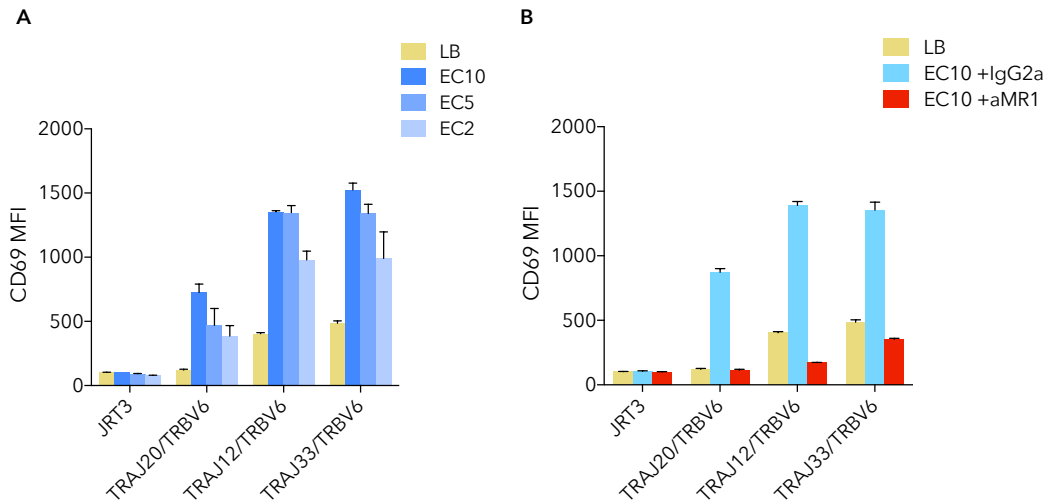 A
LB
EC10
EC5
EC2
2000
1500
1000
500
0
CD69 MFI
JRT3
TRAJ20/TRBV6
TRAJ12/TRBV6
TRAJ33/TRBV6
B
LB
EC10 +IgG2a
EC10 +aMR1
2000
1500
1000
500
0
CD69 MFI
JRT3
TRAJ20/TRBV6
TRAJ12/TRBV6
TRAJ33/TRBV6